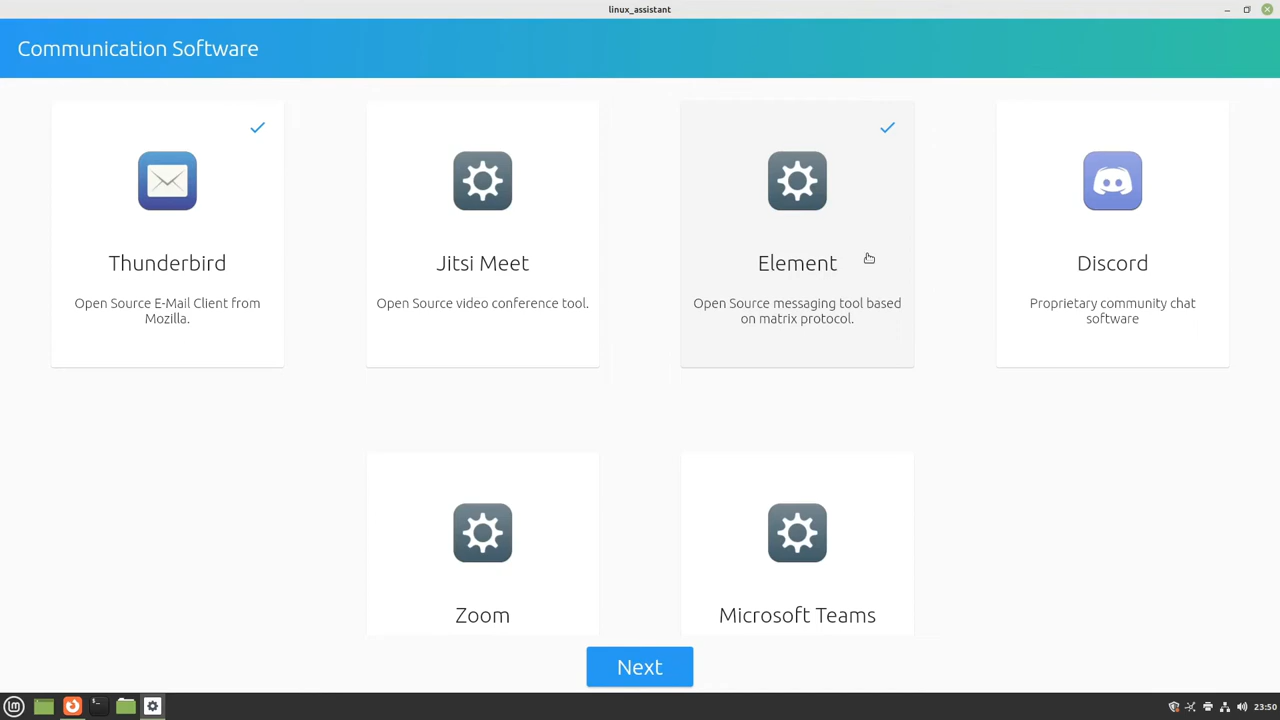 linux_assistant
Communication Software
Thunderbird
Open Source E-Mail Client from
Mozilla.
Jitsi Meet
Open Source video conference tool.
Element
Open Source messaging tool based
on matrix protocol.
Discord
Proprietary community chat
software
Zoom
Microsoft Teams
Next
23:50